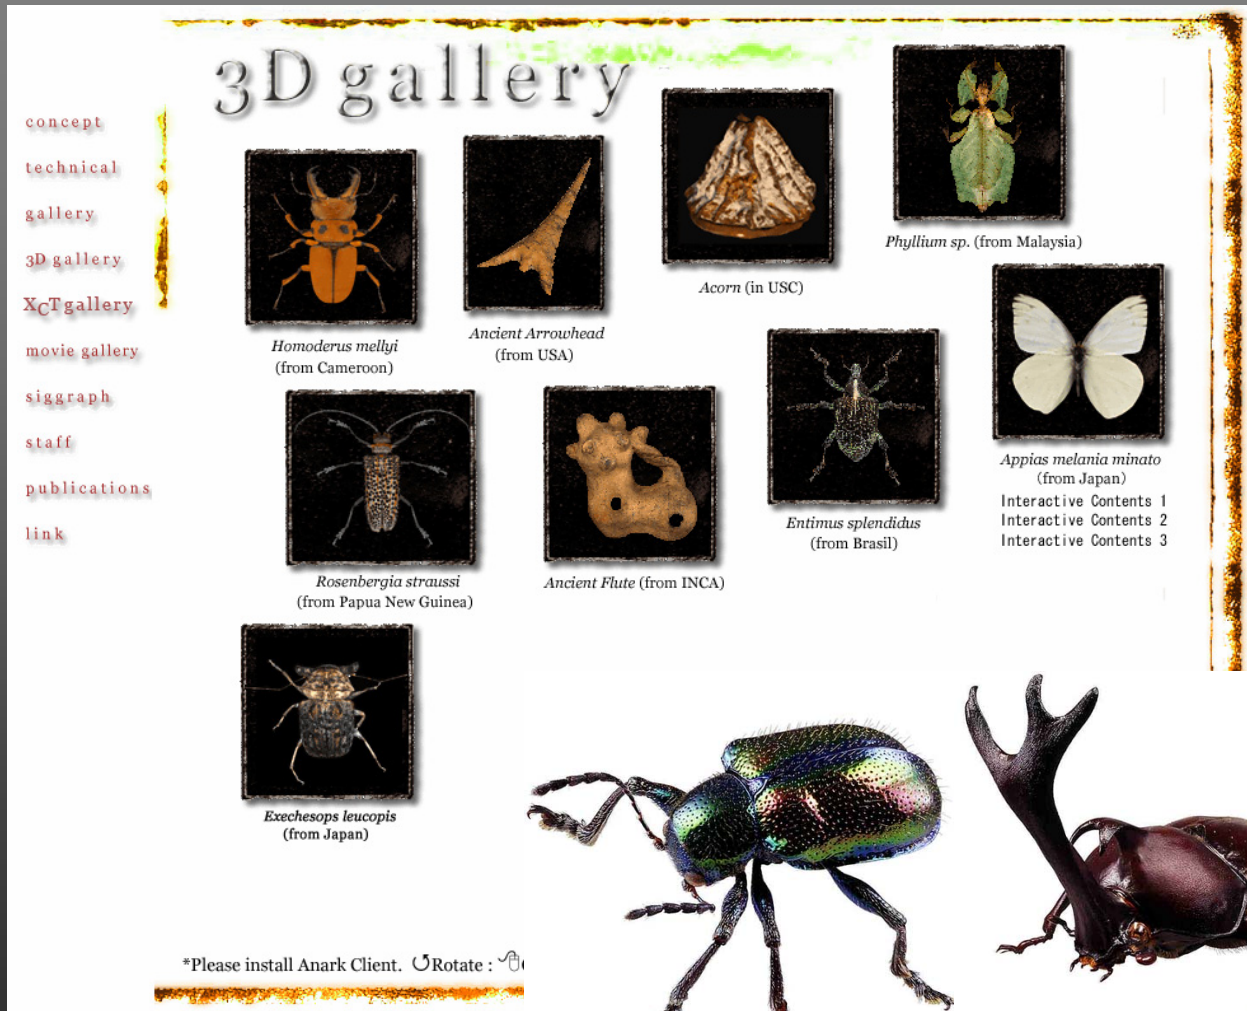 3D gallery
concept
technical
gallery
3D gallery
XCTgallery
movie gallery
siggraph
staff
publications
link
Homoderus mellyi
(from Cameroon)
Ancient Arrowhead
(from USA)
Acorn (in USC)
Phyllium sp. (from Malaysia)
Rosenbergia straussi
(from Papua New Guinea)
Ancient Flute (from INCA)
Entimus splendidus
(from Brasil)
Appias melania minato
(from Japan)
Interactive Contents 1
Interactive Contents 2
Interactive Contents 3
Exechesops leucopis
(from Japan)
*Please install Anark Client. Rotate :